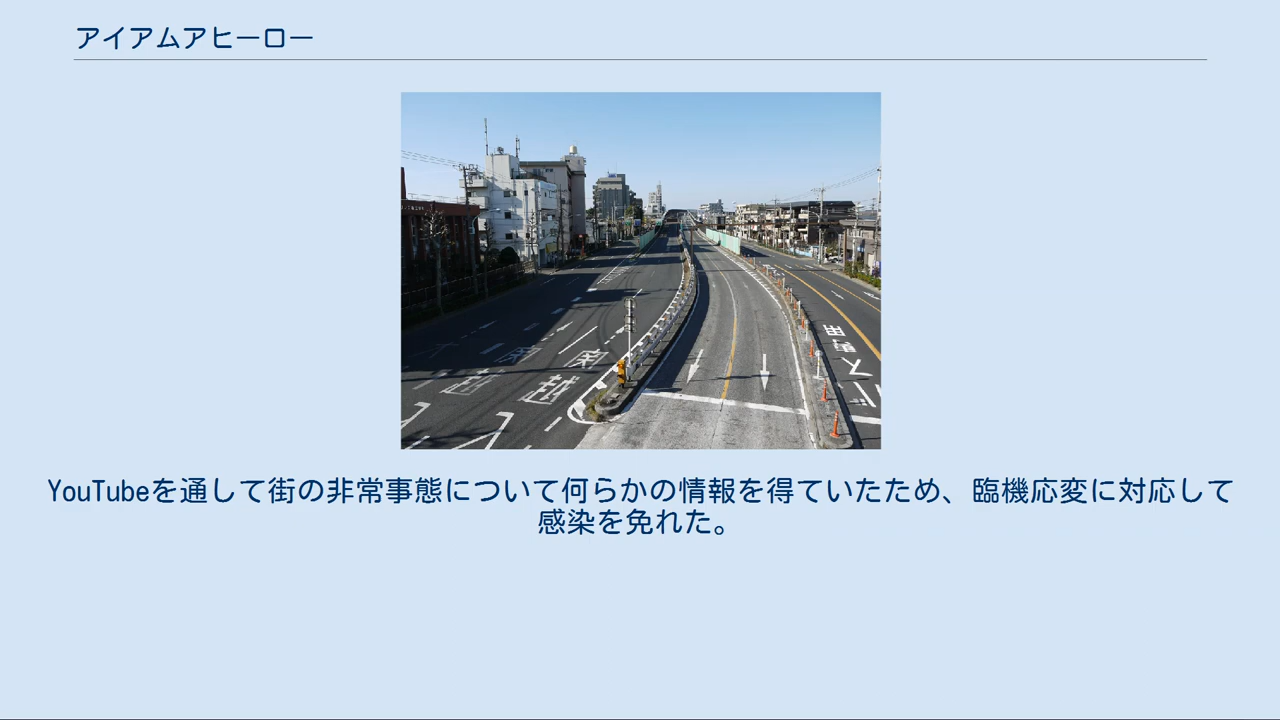 アイアムアヒーロー
YouTubeを通して街の非常事態について何らかの情報を得ていたため、臨機応変に対応して
感染を免れた。